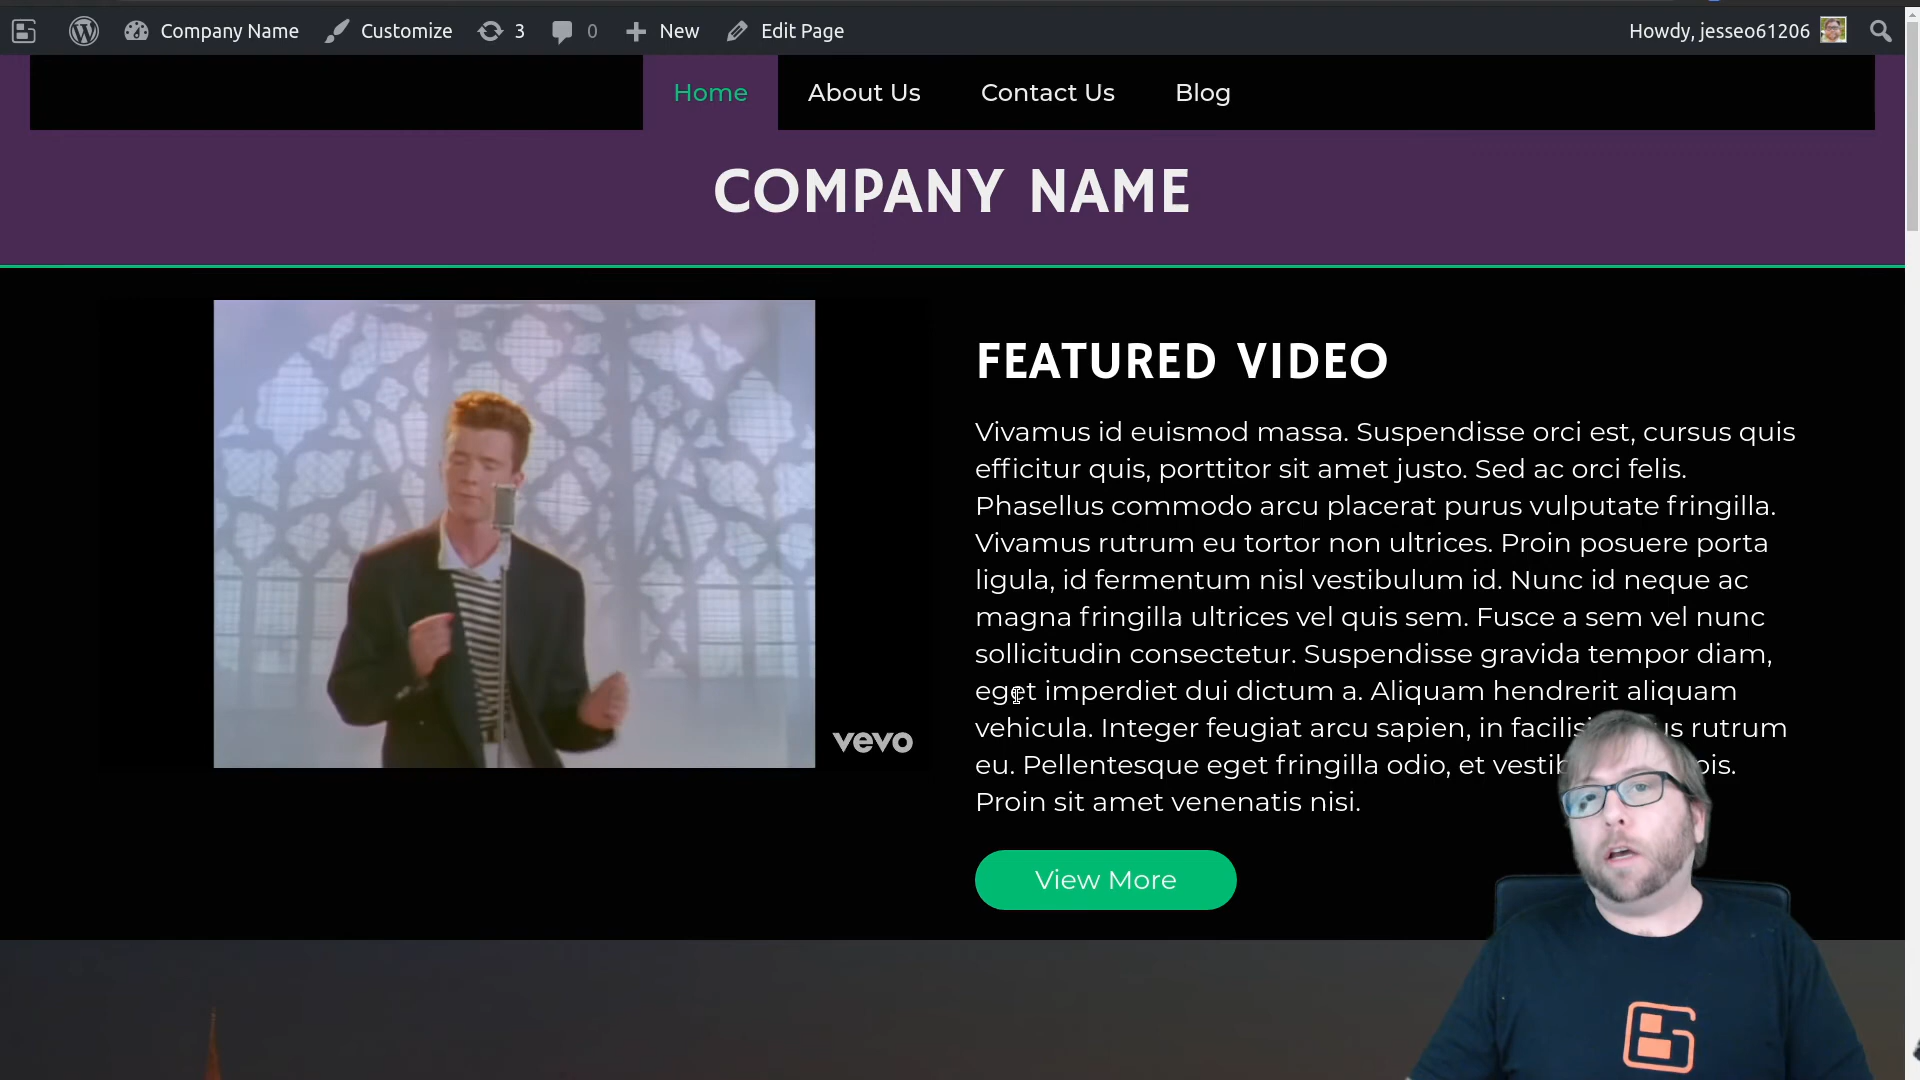 Company Name Customize 3 0 New Edit Page Howdy, jesseo61206
Home About Us Contact Us Blog
COMPANY NAME
FEATURED VIDEO
Vivamus id euismod massa. Suspendisse orci est, cursus quis
efficitur quis, porttitor sit amet justo. Sed ac orci felis.
Phasellus commodo arcu placerat purus vulputate fringilla.
Vivamus rutrum eu tortor non ultrices. Proin posuere porta
ligula, id fermentum nisl vestibulum id. Nunc id neque ac
magna fringilla ultrices vel quis sem. Fusce a sem vel nunc
sollicitudin consectetur. Suspendisse gravida tempor diam,
eget imperdiet dui dictum a. Aliquam hendrerit aliquam
vehicula. Integer feugiat arcu sapien, in rutrum
eu. Pellentesque eget fringilla odio, et
Proin sit amet venenatis nisi.
vevo
View More